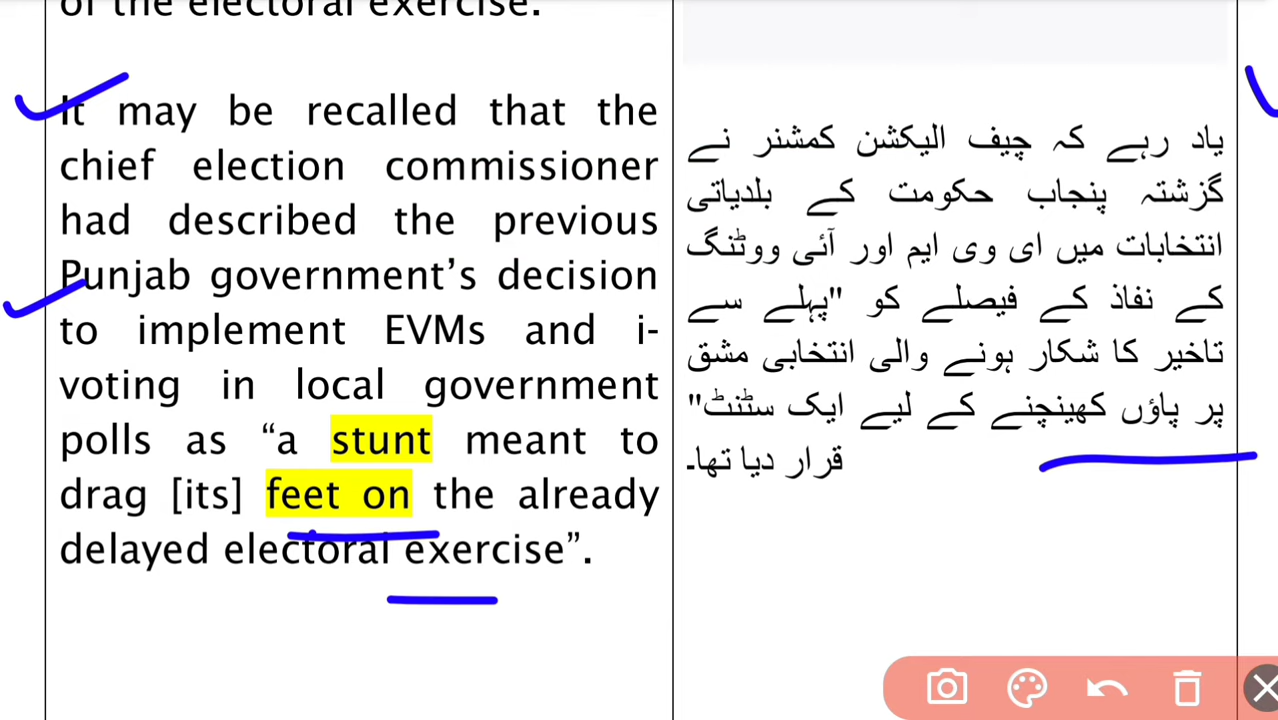 of the electoral exercise.
It may be recalled that the
chief election commissioner
had described the previous
Punjab government’s decision
to implement EVMs and i-
voting in local government
polls as “a stunt meant to
drag [its] feet on the already
delayed electoral exercise”.
یاد رہے کہ چیف الیکشن کمشنر نے
گزشتہ پنجاب حکومت کے بلدیاتی
انتخابات میں ای وی ایم اور آئی ووٹنگ
کے نفاذ کے فیصلے کو "پہلے سے
تاخیر کا شکار ہونے والی انتخابی مشق
پر پاؤں کھینچنے کے لیے ایک سٹنٹ"
قرار دیا تھا۔